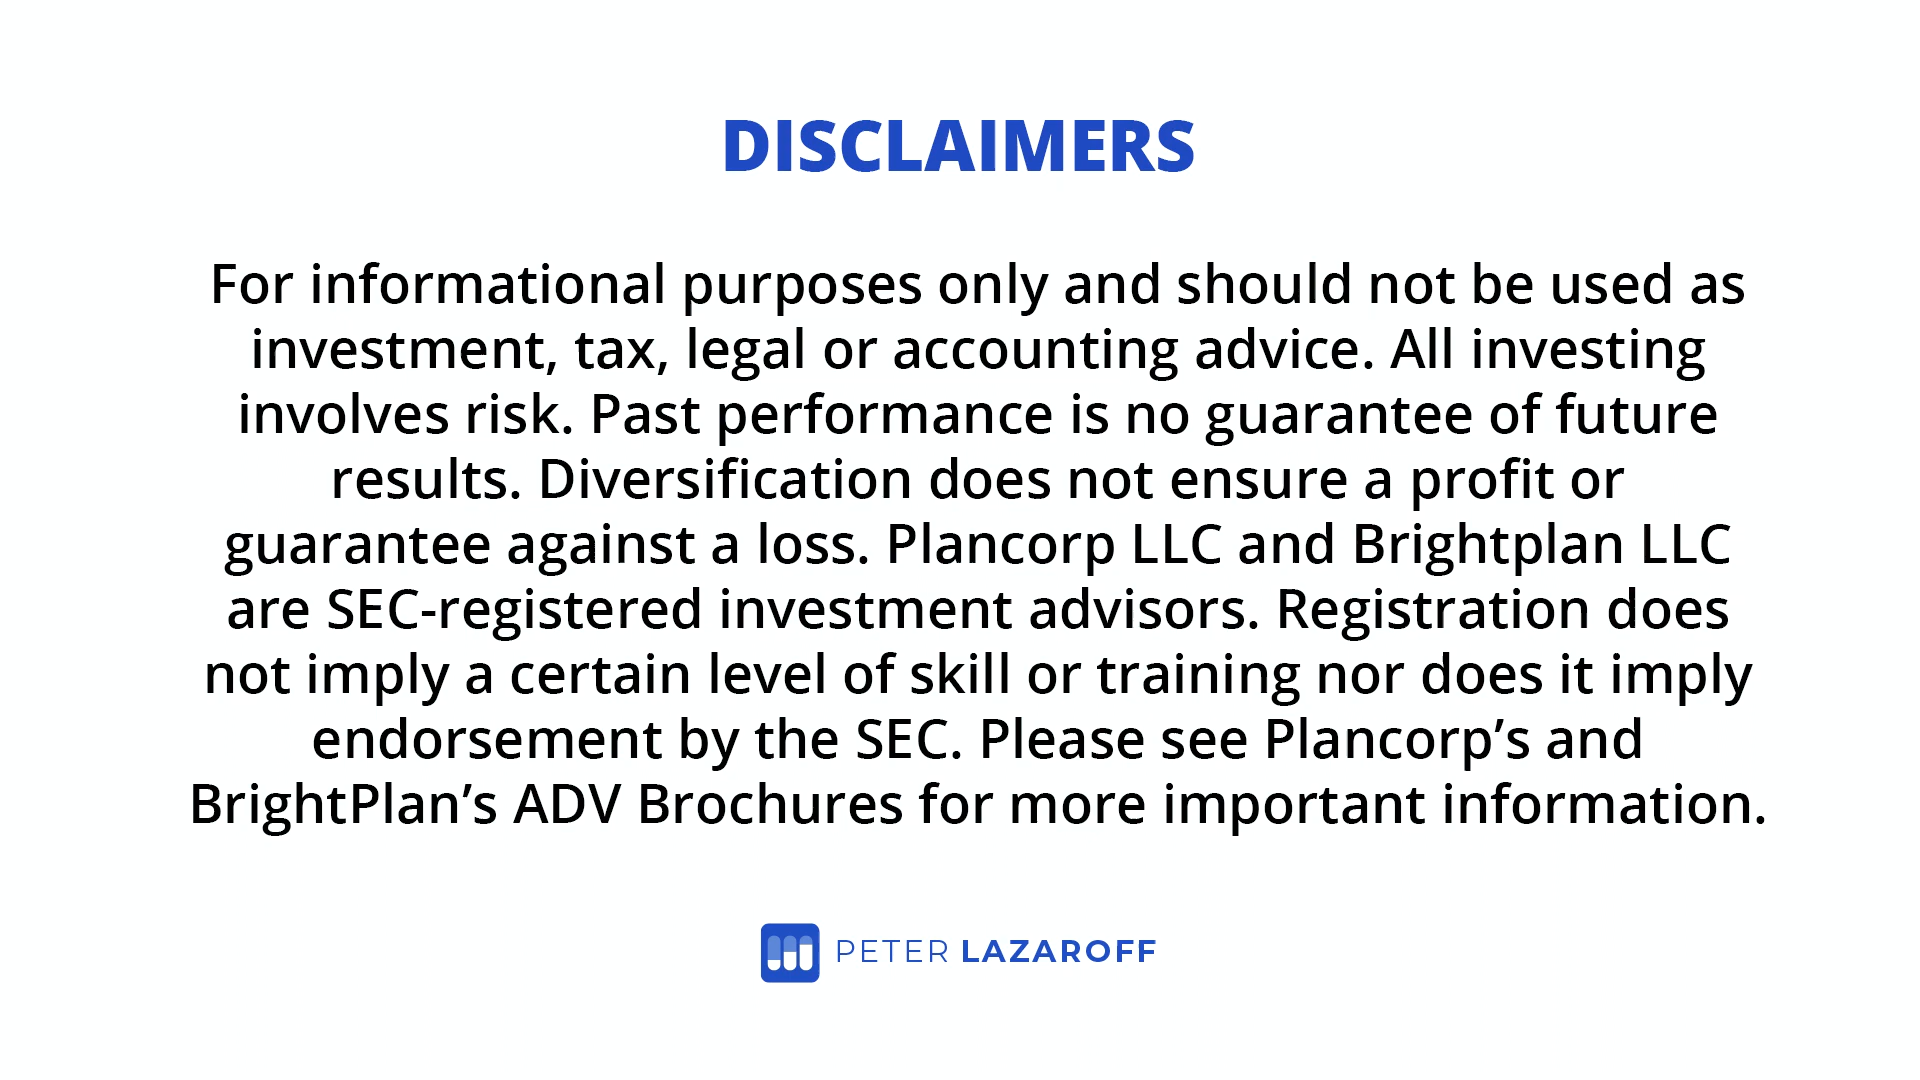 DISCLAIMERS
For informational purposes only and should not be used as
investment, tax, legal or accounting advice. All investing
involves risk. Past performance is no guarantee of future
results. Diversification does not ensure a profit or
guarantee against a loss. Plancorp LLC and Brightplan LLC
are SEC-registered investment advisors. Registration does
not imply a certain level of skill or training nor does it imply
endorsement by the SEC. Please see Plancorp’s and
BrightPlan’s ADV Brochures for more important information.
PETER LAZAROFF